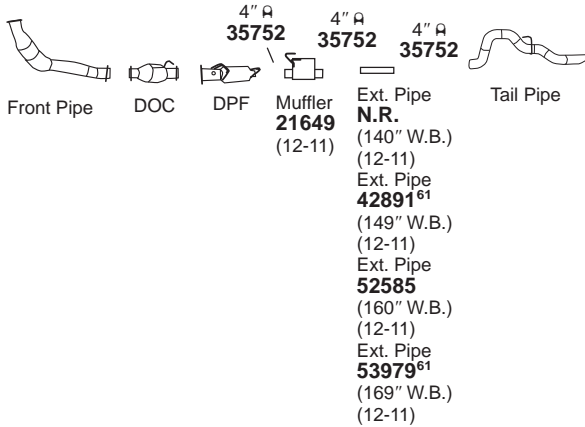 4″
35752
4″
35752
4″
35752
Front Pipe
DOC
DPF
Muffler
21649
(12-11)
Ext. Pipe
N.R.
(140″ W.B.)
(12-11)
Ext. Pipe
42891⁶¹
(149″ W.B.)
(12-11)
Ext. Pipe
52585
(160″ W.B.)
(12-11)
Ext. Pipe
53979⁶¹
(169″ W.B.)
(12-11)
Tail Pipe